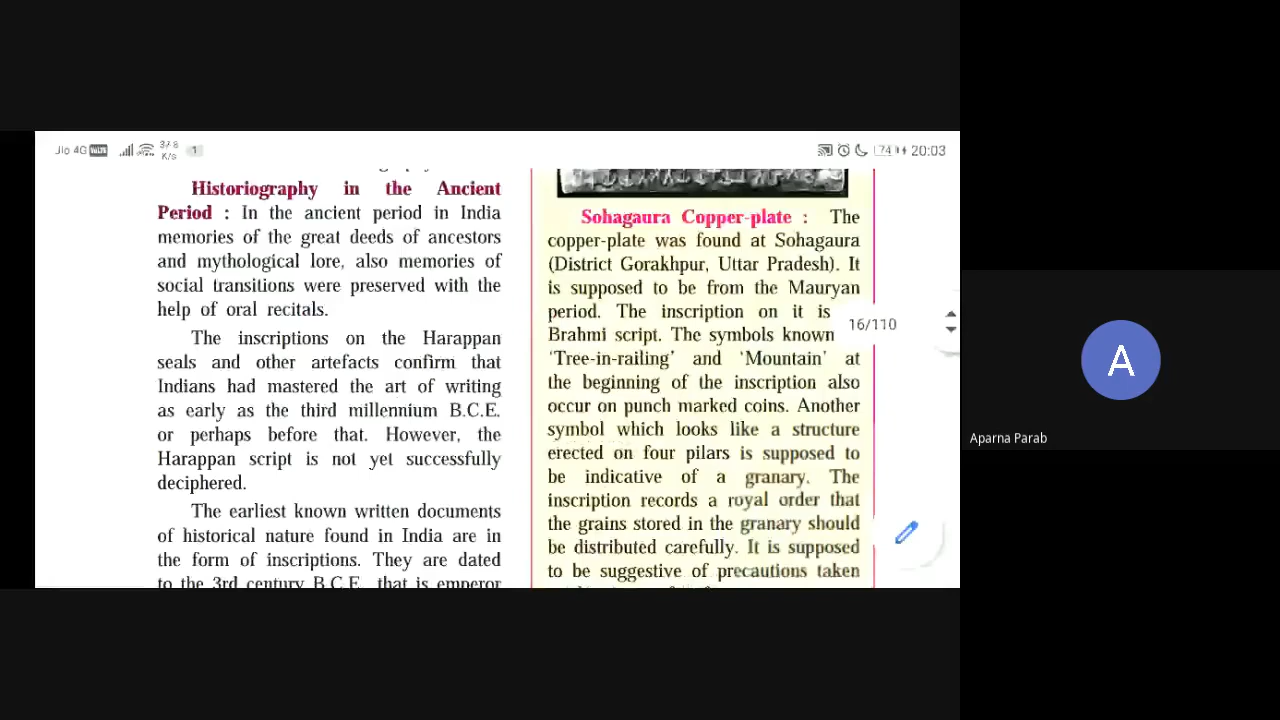 Jio 4G VoLTE
K/s
1
74
20:03
Historiography in the Ancient
Period : In the ancient period in India
memories of the great deeds of ancestors
and mythological lore, also memories of
social transitions were preserved with the
help of oral recitals.
The inscriptions on the Harappan
seals and other artefacts confirm that
Indians had mastered the art of writing
as early as the third millennium B.C.E.
or perhaps before that. However, the
Harappan script is not yet successfully
deciphered.
The earliest known written documents
of historical nature found in India are in
the form of inscriptions. They are dated
to the 3rd century B.C.E. that is emperor
Sohagaura Copper-plate : The
copper-plate was found at Sohagaura
(District Gorakhpur, Uttar Pradesh). It
is supposed to be from the Mauryan
period. The inscription on it is
Brahmi script. The symbols known
'Tree-in-railing' and 'Mountain' at
the beginning of the inscription also
occur on punch marked coins. Another
symbol which looks like a structure
erected on four pilars is supposed to
be indicative of a granary. The
inscription records a royal order that
the grains stored in the granary should
be distributed carefully. It is supposed
to be suggestive of precautions taken
16/110
A
Aparna Parab